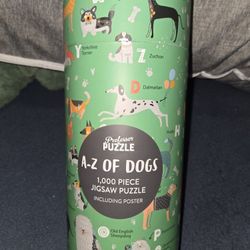 Y
Yorkshire
Terrier
Z
Zuchon
D
Dalmatian
Professor
PUZZLE
A-Z OF DOGS
1,000 PIECE
JIGSAW PUZZLE
INCLUDING POSTER
Old English
Sheepdog
P